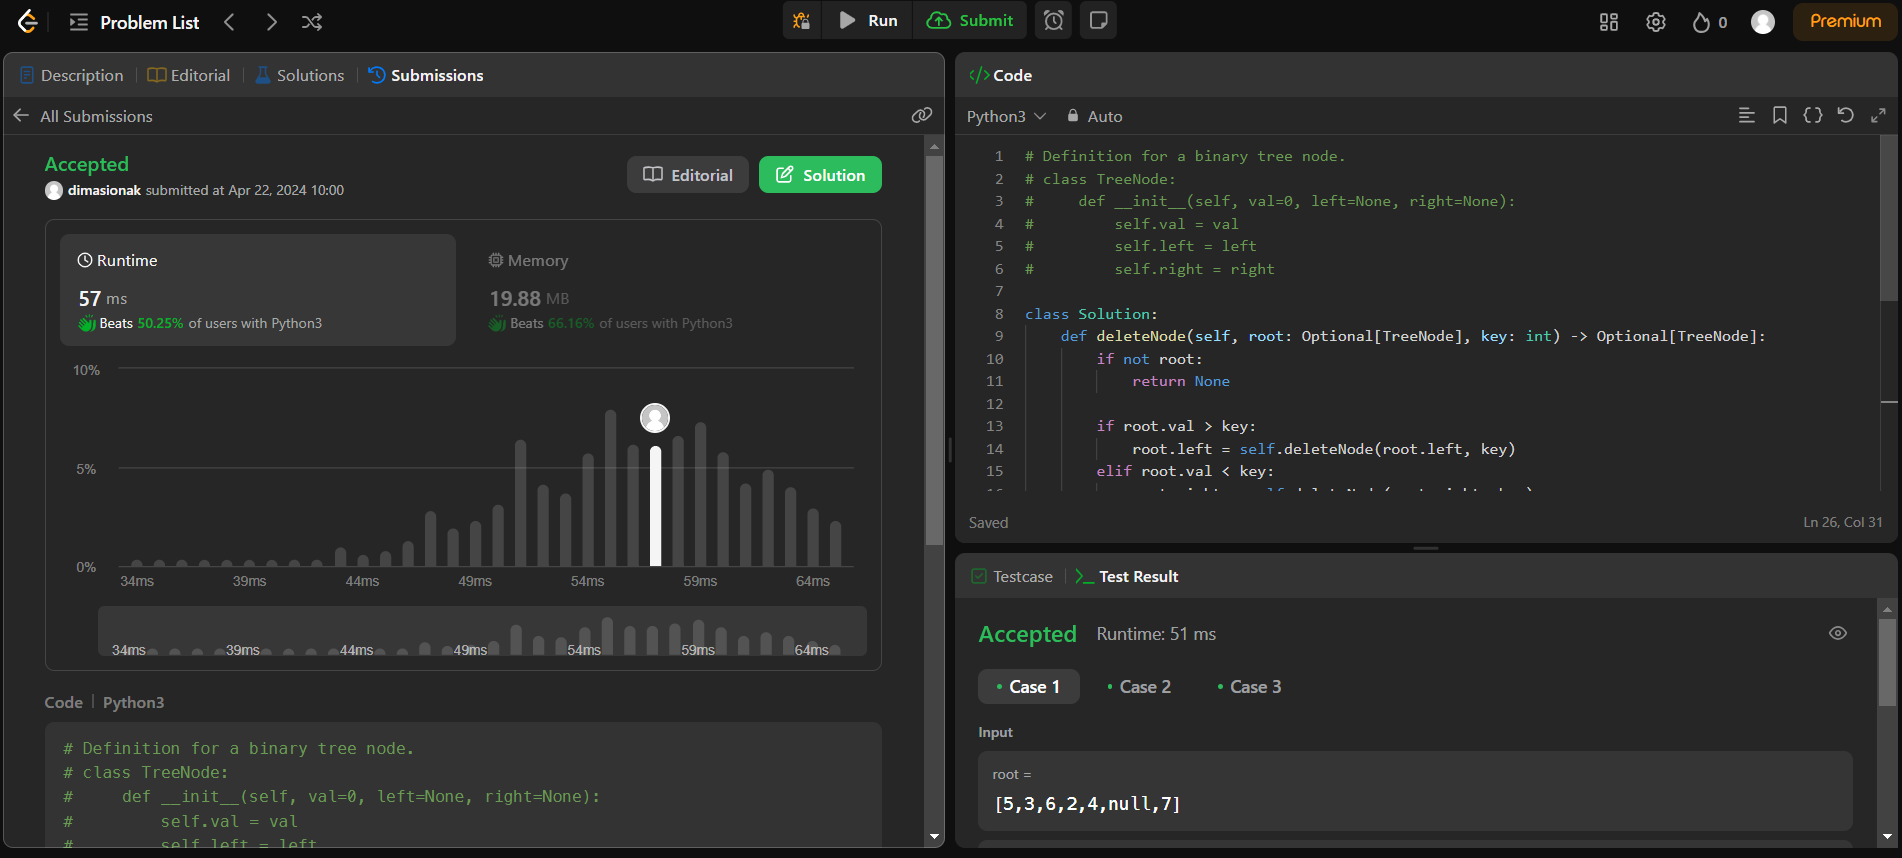 Problem List
Run
Submit
0
Premium
Description
Editorial
Solutions
Submissions
All Submissions
Accepted
dimasionak submitted at Apr 22, 2024 10:00
Editorial
Solution
Runtime
57 ms
Beats 50.25% of users with Python3
Memory
19.88 MB
Beats 66.16% of users with Python3
10%
5%
0%
34ms 39ms 44ms 49ms 54ms 59ms 64ms
34ms 39ms 44ms 49ms 54ms 59ms 64ms
Code
Python3
# Definition for a binary tree node.
# class TreeNode:
#     def __init__(self, val=0, left=None, right=None):
#         self.val = val
#         self.left = left
</> Code
Python3
Auto
1 # Definition for a binary tree node.
2 # class TreeNode:
3 #     def __init__(self, val=0, left=None, right=None):
4 #         self.val = val
5 #         self.left = left
6 #         self.right = right
7
8 class Solution:
9     def deleteNode(self, root: Optional[TreeNode], key: int) -> Optional[TreeNode]:
10         if not root:
11             return None
12
13         if root.val > key:
14             root.left = self.deleteNode(root.left, key)
15         elif root.val < key:
Saved
Ln 26, Col 31
Testcase
Test Result
Accepted
Runtime: 51 ms
Case 1
Case 2
Case 3
Input
root =
[5,3,6,2,4,null,7]